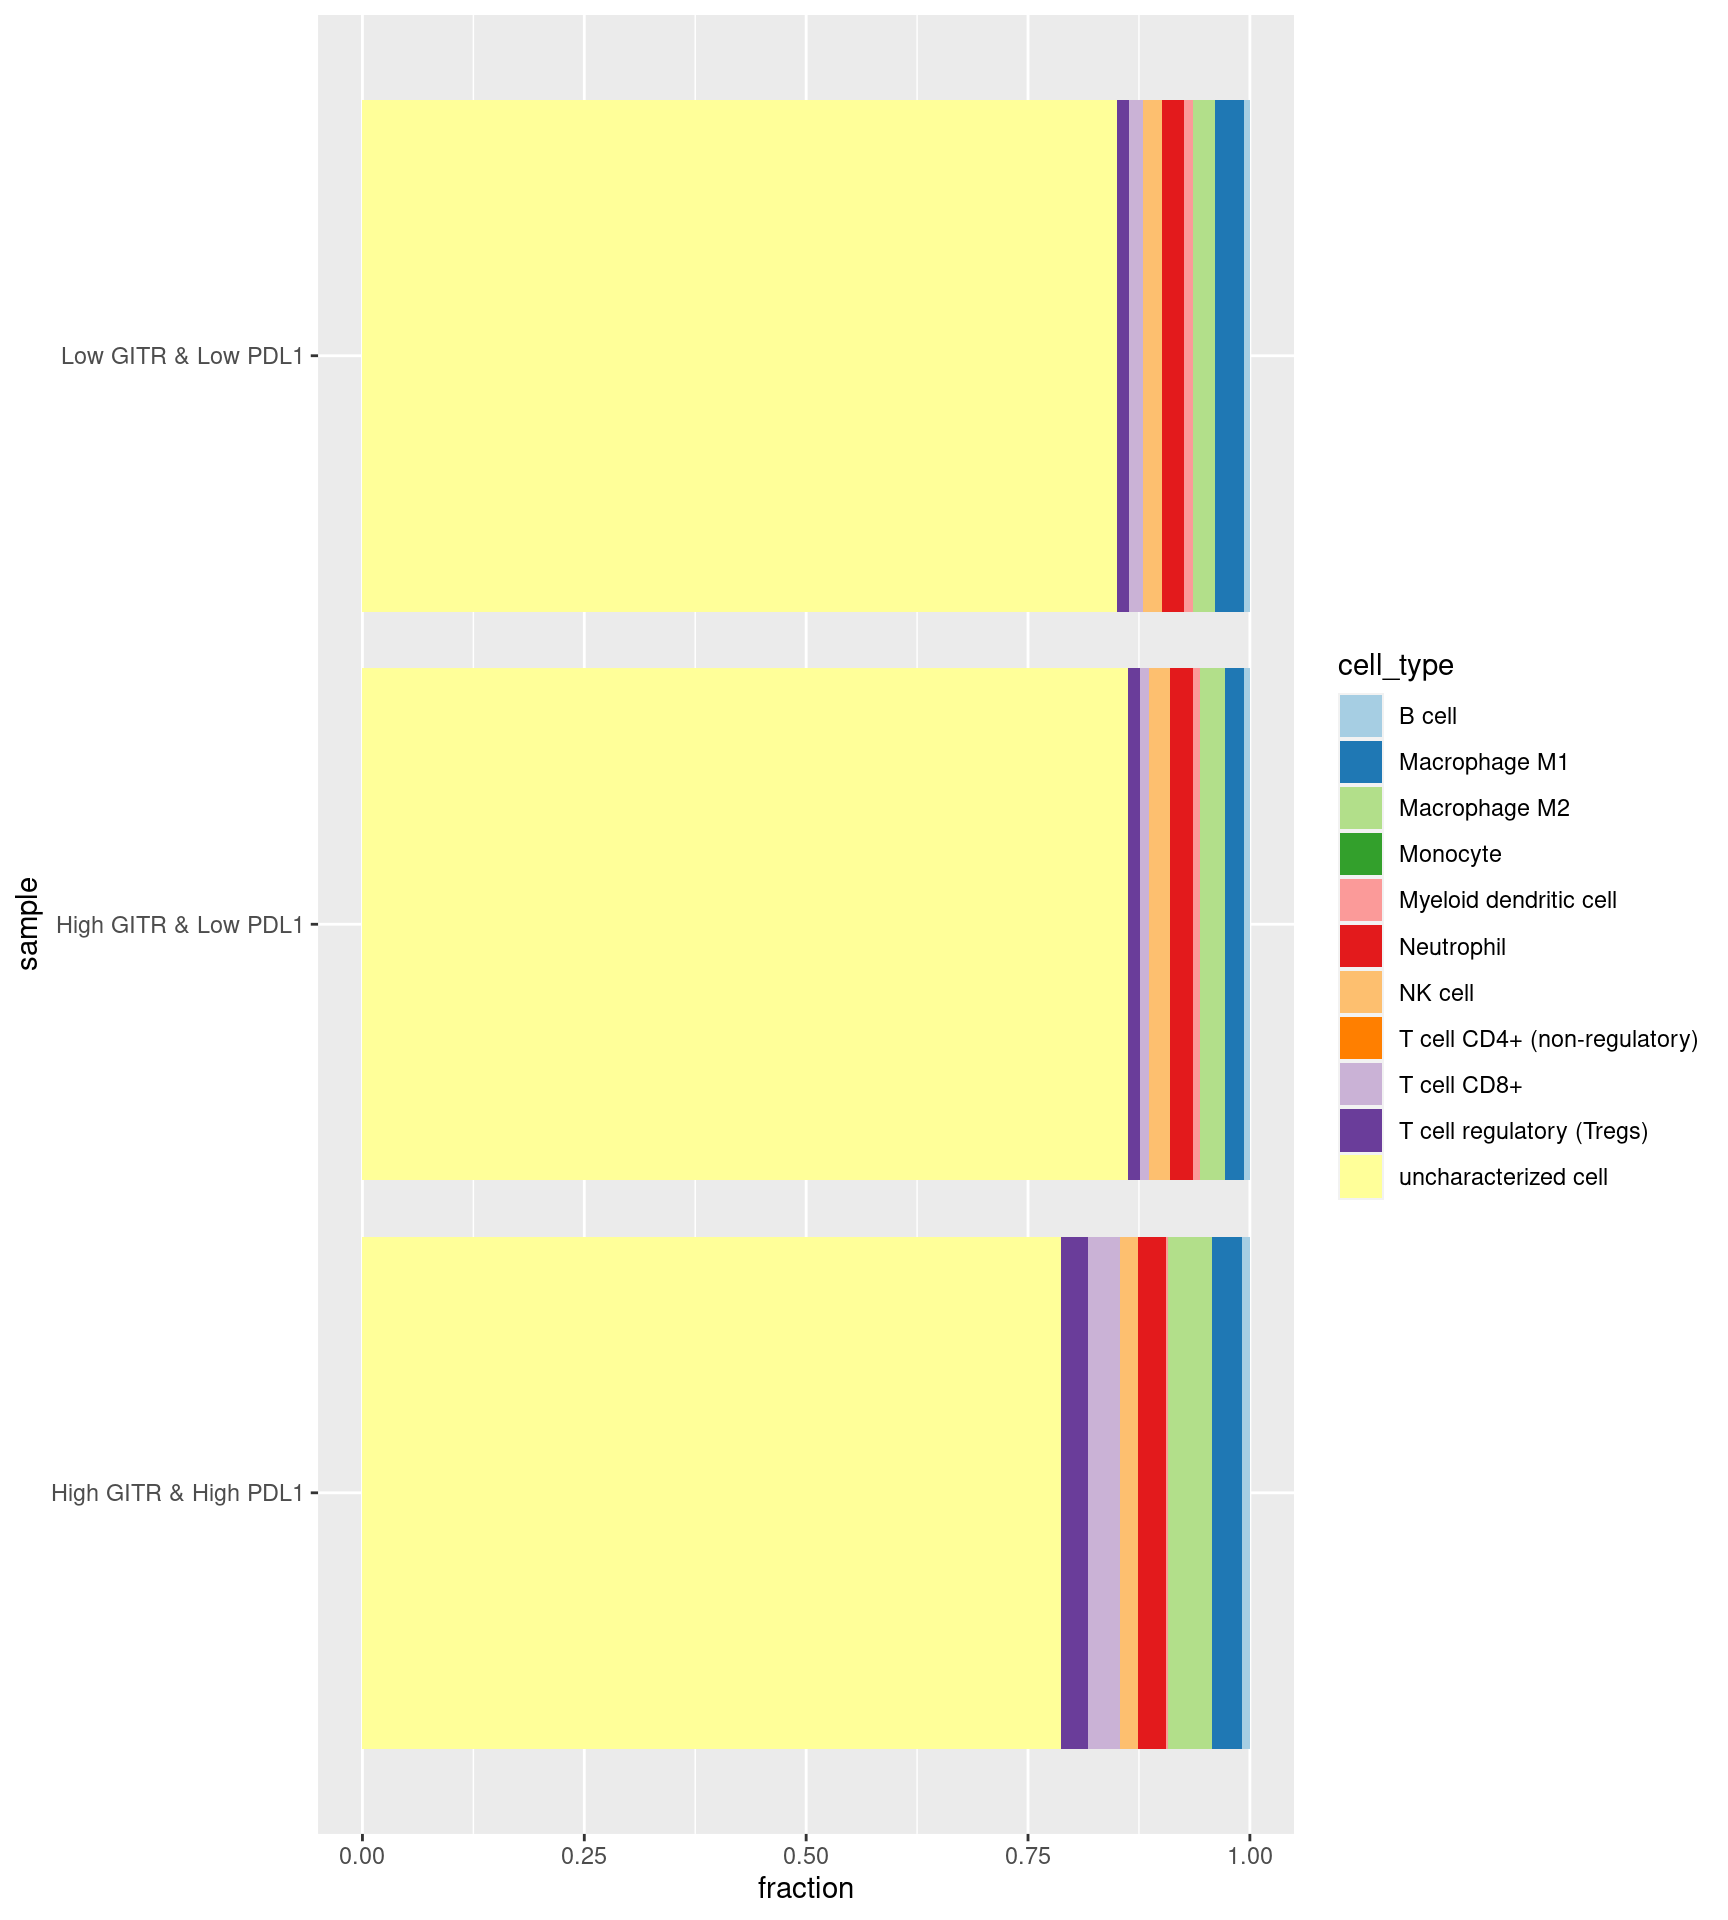 sample
Low GITR & Low PDL1
High GITR & Low PDL1
High GITR & High PDL1
0.00
0.25
0.50
0.75
1.00
fraction
cell_type
B cell
Macrophage M1
Macrophage M2
Monocyte
Myeloid dendritic cell
Neutrophil
NK cell
T cell CD4+ (non-regulatory)
T cell CD8+
T cell regulatory (Tregs)
uncharacterized cell